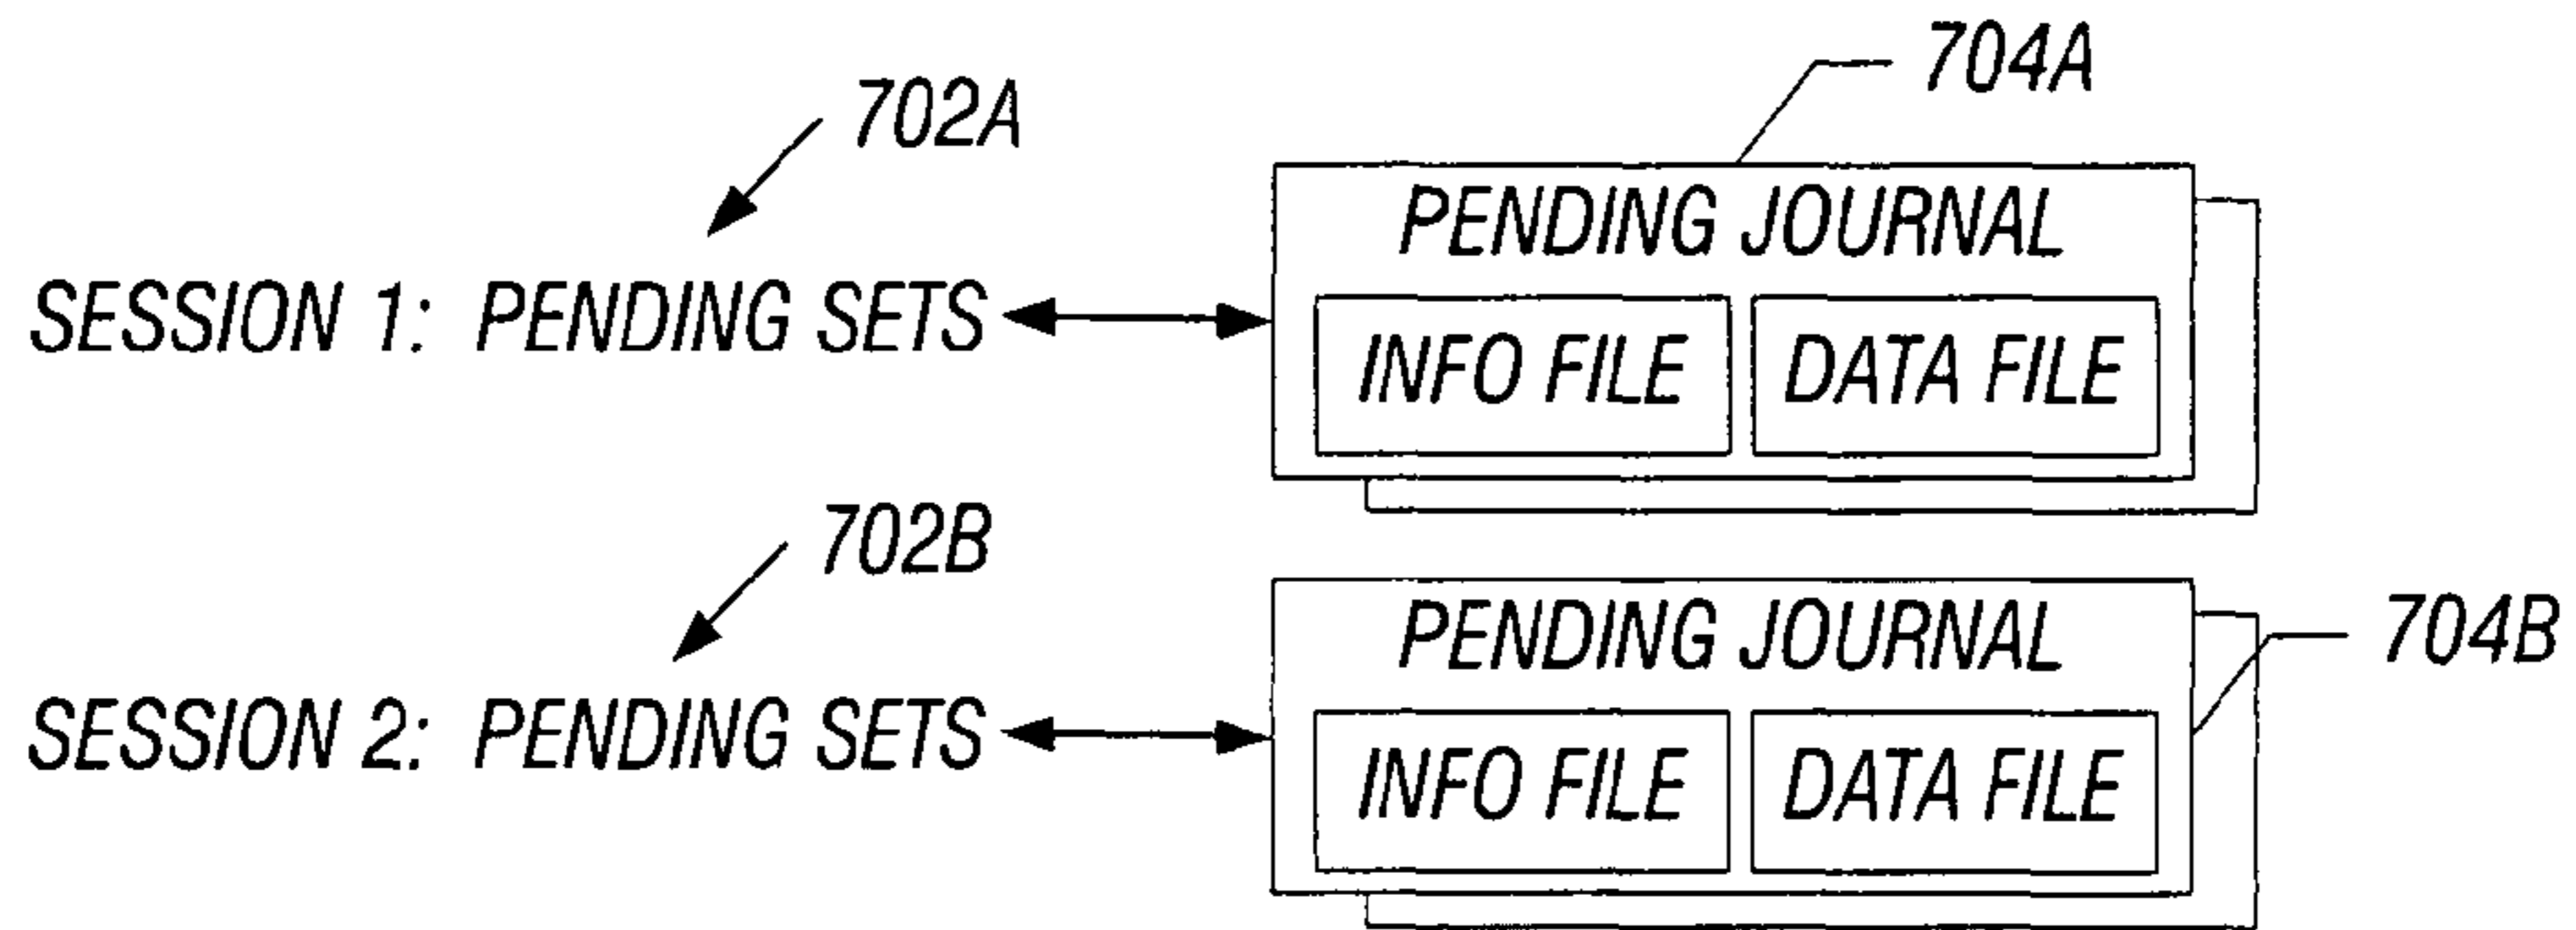 704A
702A
PENDING JOURNAL
SESSION 1: PENDING SETS
INFO FILE
DATA FILE
702B
PENDING JOURNAL
704B
SESSION 2: PENDING SETS
INFO FILE
DATA FILE